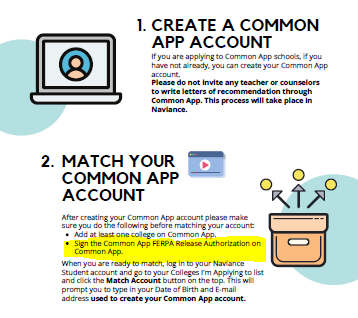 1. CREATE A COMMON
APP ACCOUNT
If you are applying to Common App schools, if you
have not already, you can create your Common App
account.
Please do not invite any teacher or counselors
to write letters of recommendation through
Common App. This process will take place in
Naviance.
2. MATCH YOUR
COMMON APP
ACCOUNT
After creating your Common App account please make
sure you do the following before matching your account:
• Add at least one college on Common App.
• Sign the Common App FERPA Release Authorization on
Common App.
When you are ready to match, log in to your Naviance
Student account and go to your Colleges I'm Applying to list
and click the Match Account button on the top. This will
prompt you to type in your Date of Birth and E-mail
address used to create your Common App account.